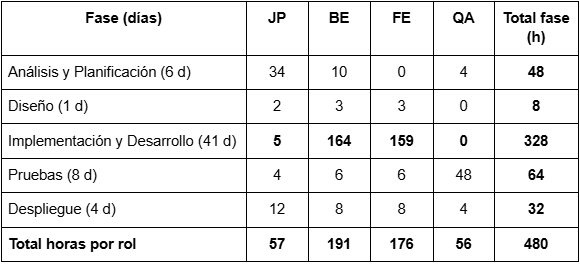 Fase (días) JP BE FE QA Total fase (h)
Análisis y Planificación (6 d) 34 10 0 4 48
Diseño (1 d) 2 3 3 0 8
Implementación y Desarrollo (41 d) 5 164 159 0 328
Pruebas (8 d) 4 6 6 48 64
Despliegue (4 d) 12 8 8 4 32
Total horas por rol 57 191 176 56 480